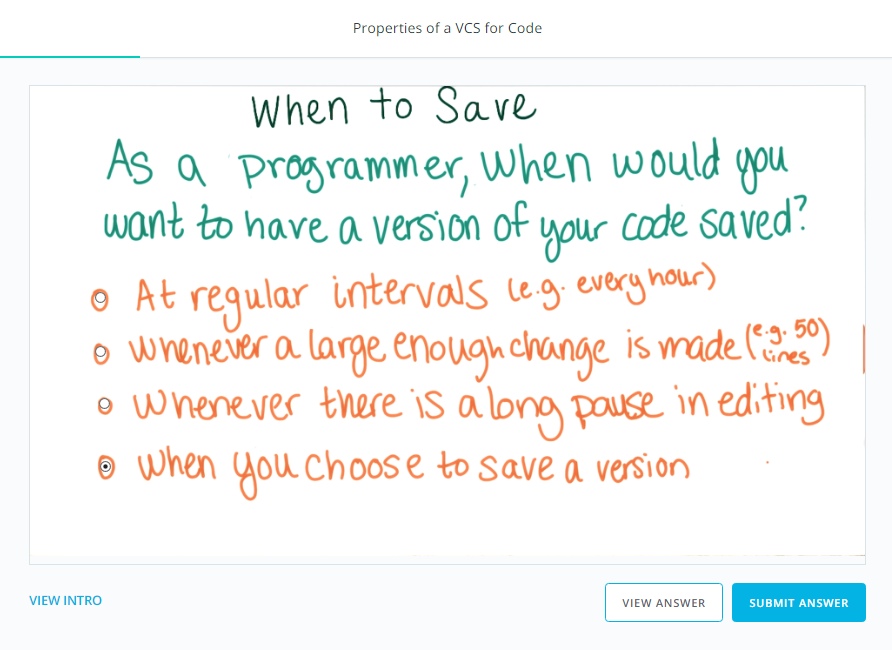 Properties of a VCS for Code
When to Save
As a programmer, when would you
want to have a version of your code saved?
At regular intervals (e.g. every hour)
Whenever a large enough change is made (e.g. 50 lines)
Whenever there is a long pause in editing
When you choose to save a version
VIEW INTRO
VIEW ANSWER
SUBMIT ANSWER